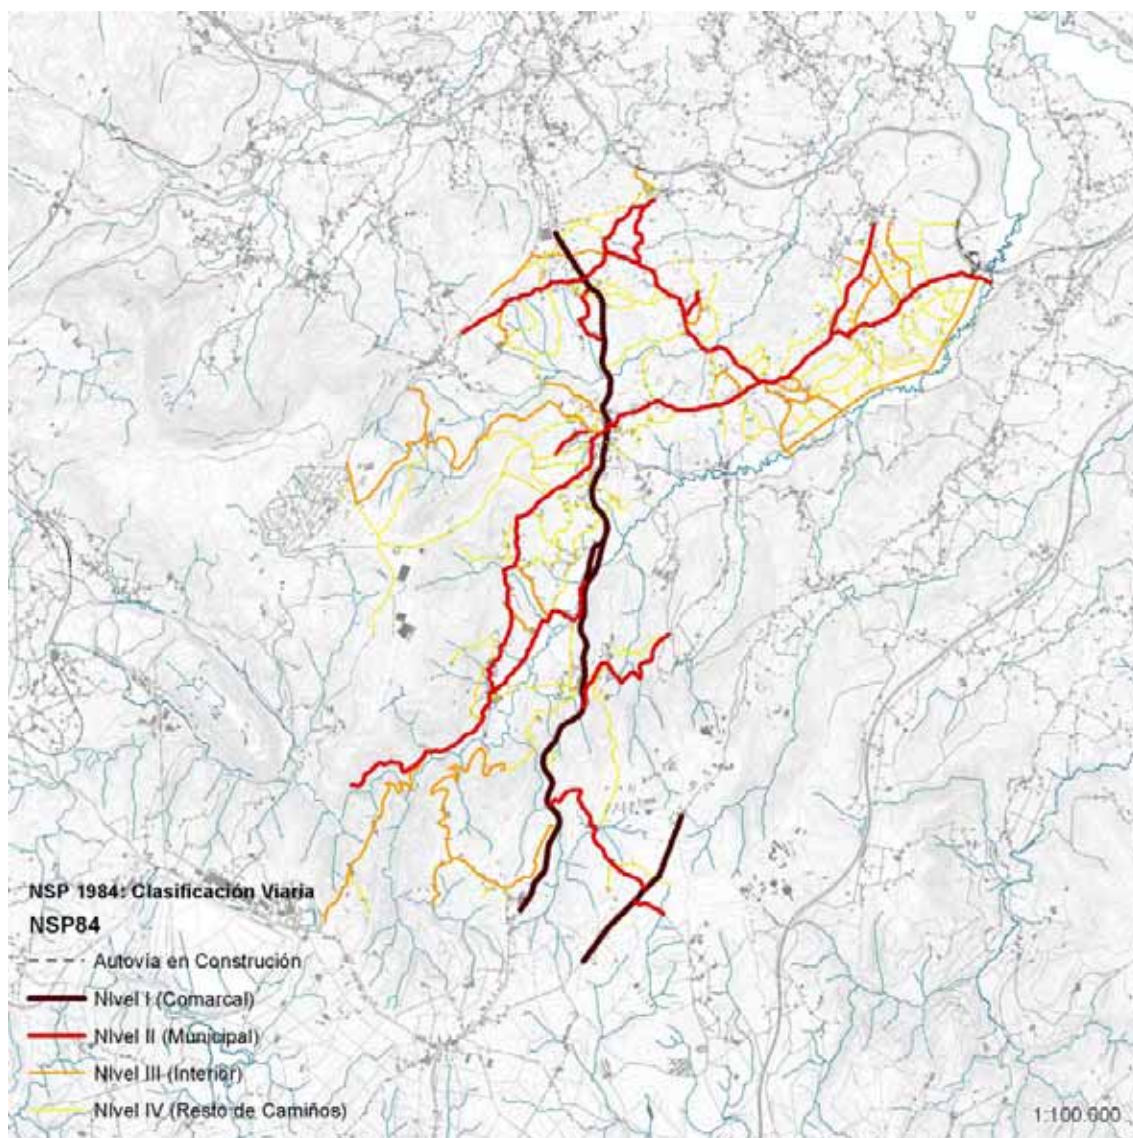 NSP 1984: Clasificación Viaria
NSP84
Autovía en Construción
Nivel I (Comarcal)
Nivel II (Municipal)
Nivel III (Interior)
Nivel IV (Resto de Camiños)
1:100.000